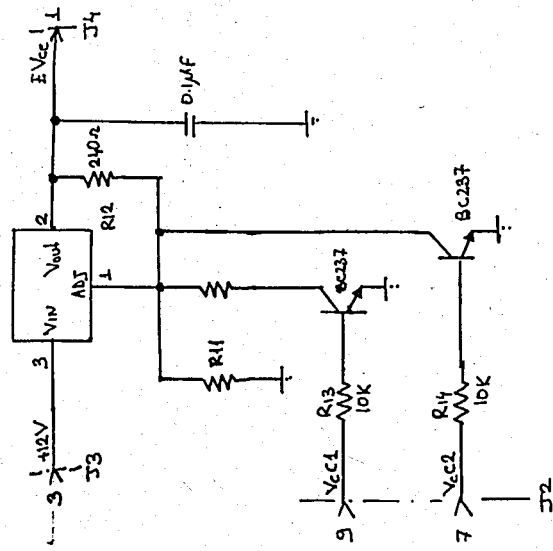 +12V
3
J3
3
VIN
Vout
ADJ
2
1
IVcc
1
J4
R12
240Ω
0.1μF
R11
BC237
BC237
9
VCC1
R13
10K
7
VCC2
R14
10K
J2